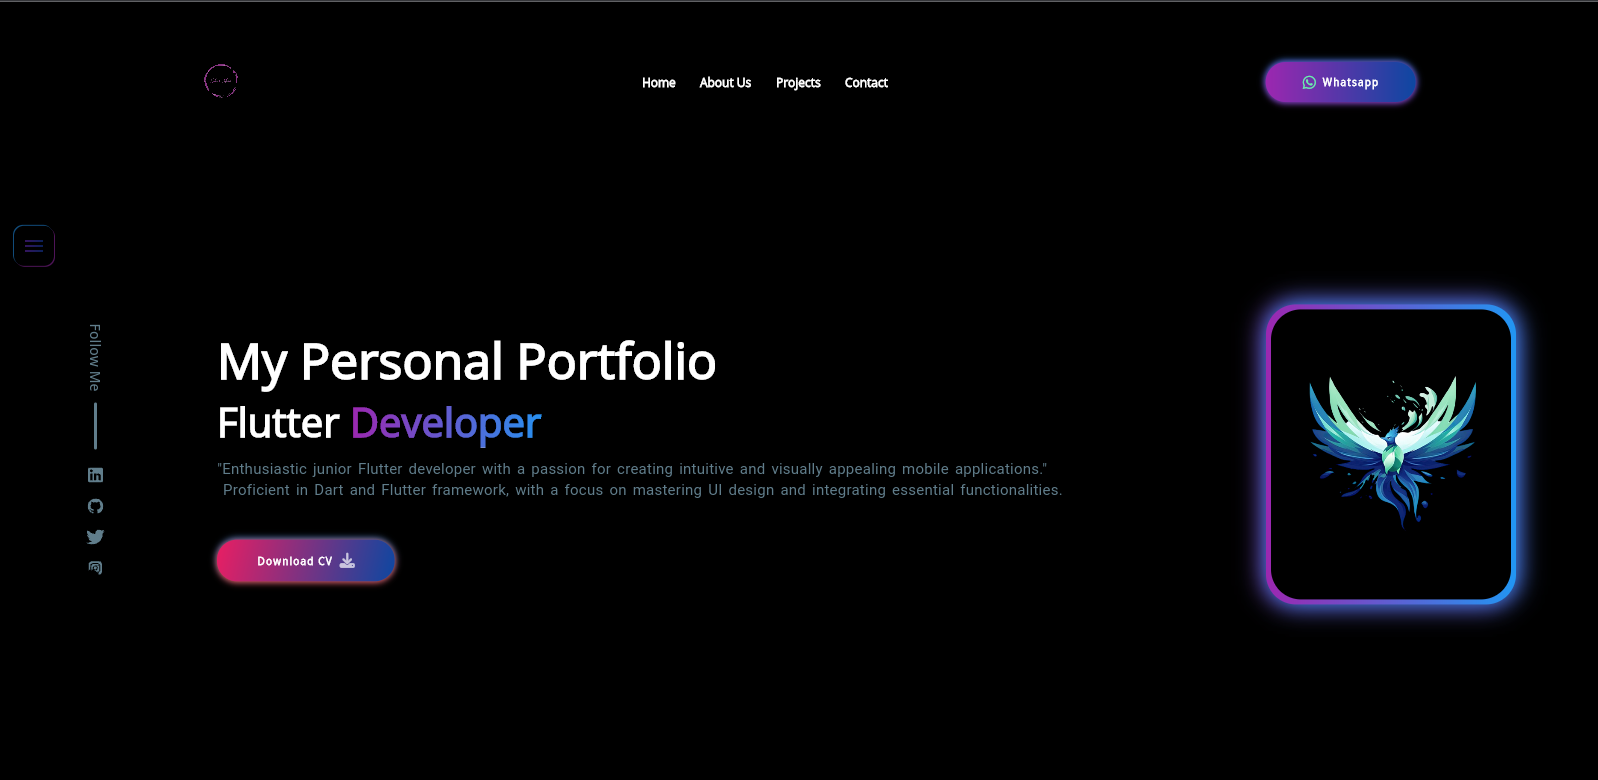 Home About Us Projects Contact
Whatsapp
Follow Me
My Personal Portfolio
Flutter Developer
"Enthusiastic junior Flutter developer with a passion for creating intuitive and visually appealing mobile applications."
Proficient in Dart and Flutter framework, with a focus on mastering UI design and integrating essential functionalities.
Download CV